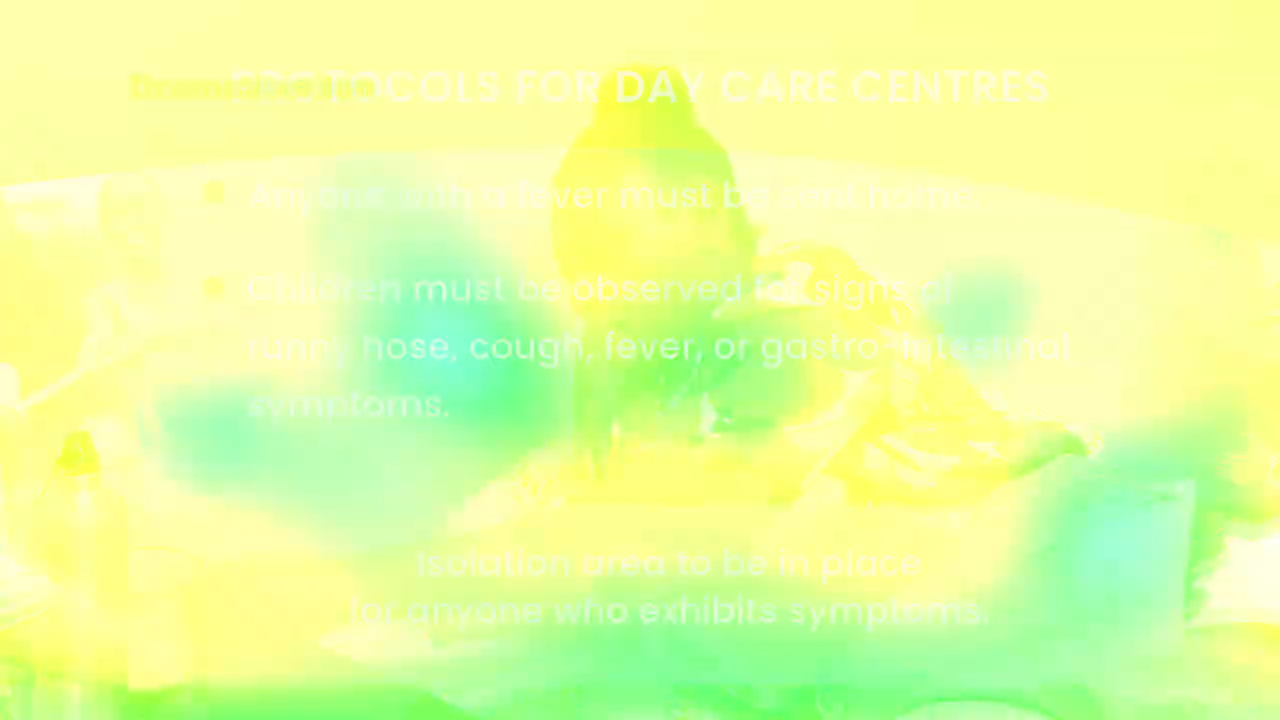 PROTOCOLS FOR DAY CARE CENTRES
Anyone with a fever must be sent home.
Children must be observed for signs of
runny nose, cough, fever, or gastro-intestinal
symptoms.
Isolation area to be in place
for anyone who exhibits symptoms.